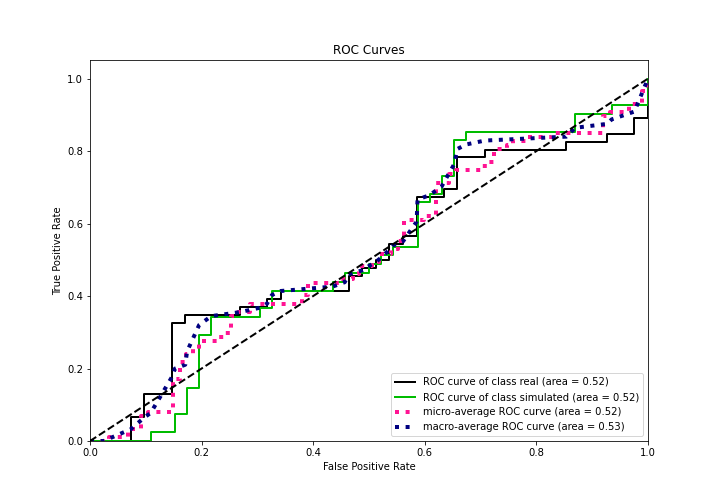 ROC Curves
True Positive Rate
1.0
0.8
0.6
0.4
0.2
0.0
0.0 0.2 0.4 0.6 0.8 1.0
False Positive Rate
ROC curve of class real (area = 0.52)
ROC curve of class simulated (area = 0.52)
micro-average ROC curve (area = 0.52)
macro-average ROC curve (area = 0.53)